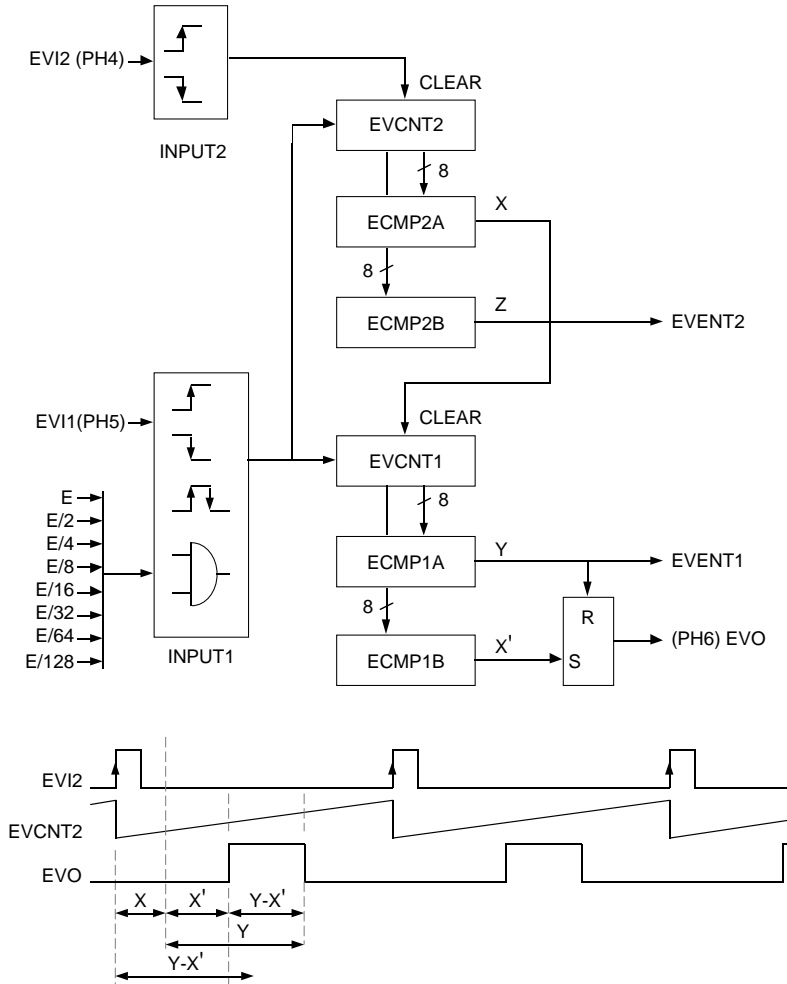 EVI2 (PH4)
INPUT2
CLEAR
EVCNT2
8
ECMP2A
X
8
ECMP2B
Z
EVENT2
EVI1(PH5)
CLEAR
EVCNT1
8
E
E/2
E/4
E/8
E/16
E/32
E/64
E/128
INPUT1
ECMP1A
Y
EVENT1
8
R
S
ECMP1B
X'
(PH6) EVO
EVI2
EVCNT2
EVO
X X' Y-X'
Y
Y-X'